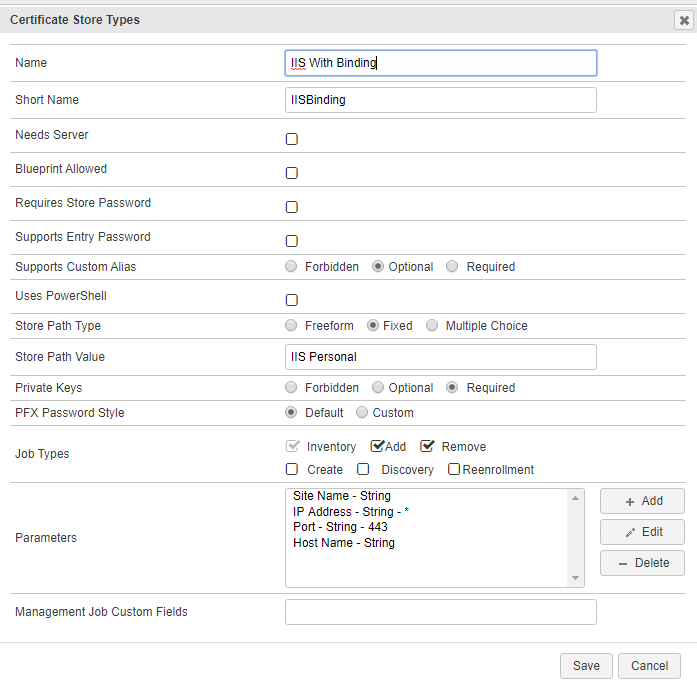 Certificate Store Types
Name IIS With Binding
Short Name IISBinding
Needs Server
Blueprint Allowed
Requires Store Password
Supports Entry Password
Supports Custom Alias Forbidden Optional Required
Uses PowerShell
Store Path Type Freeform Fixed Multiple Choice
Store Path Value IIS Personal
Private Keys Forbidden Optional Required
PFX Password Style Default Custom
Job Types Inventory Add Remove
Create Discovery Reenrollment
Parameters
Site Name - String
IP Address - String - *
Port - String - 443
Host Name - String
+ Add
Edit
− Delete
Management Job Custom Fields
Save Cancel